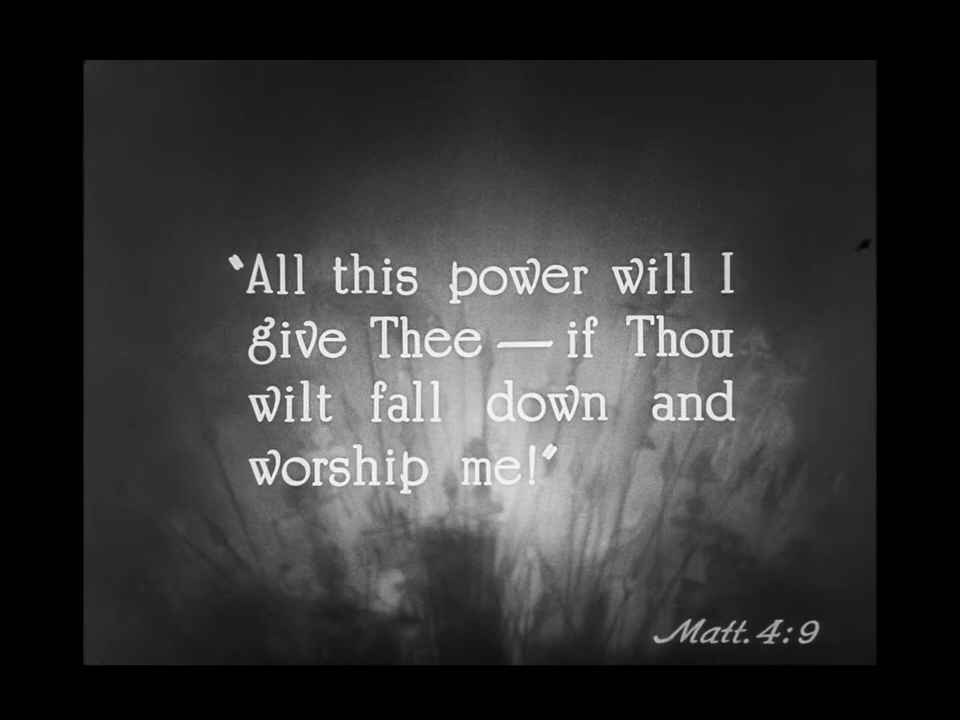 "All this power will I
give Thee — if Thou
wilt fall down and
worship me!"
Matt. 4:9